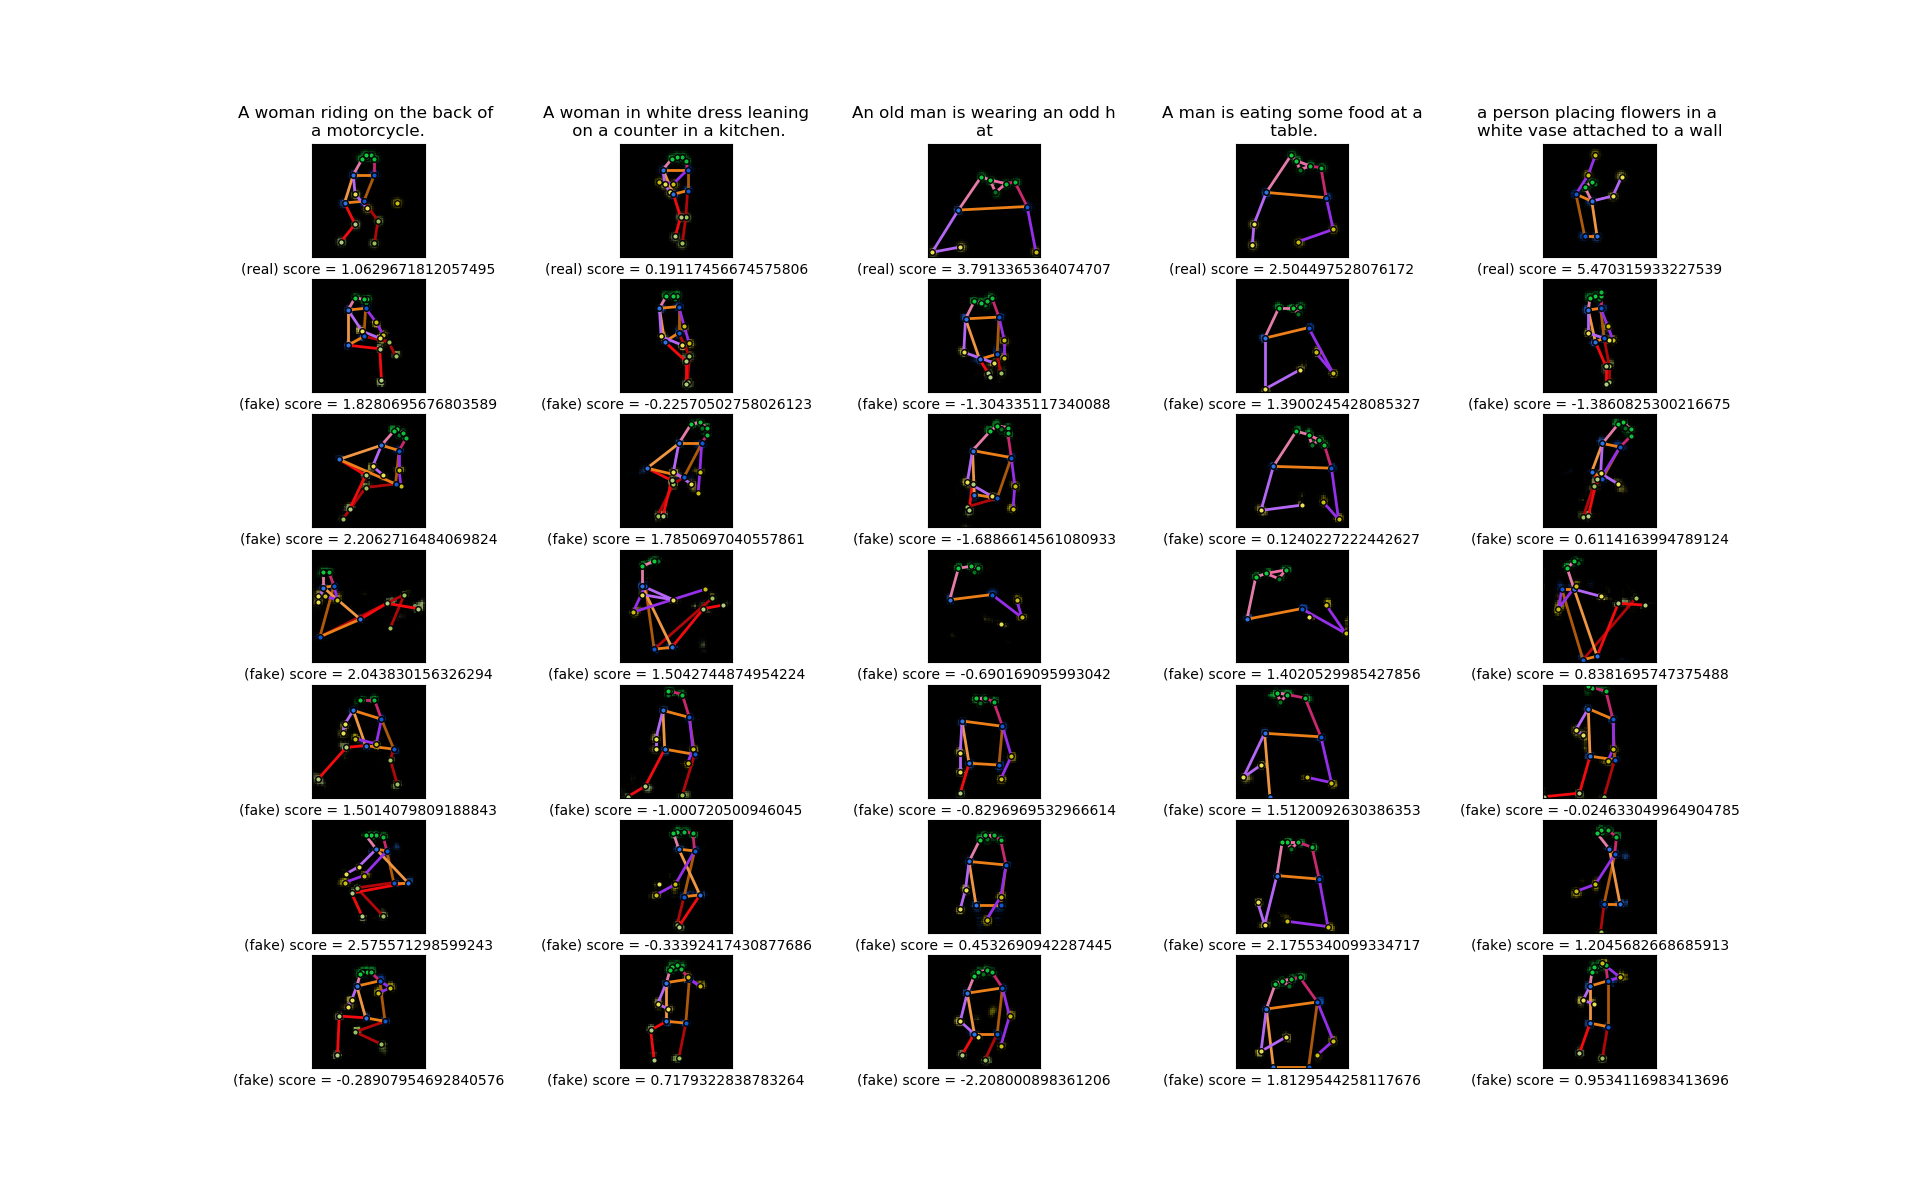 A woman riding on the back of
a motorcycle.
A woman in white dress leaning
on a counter in a kitchen.
An old man is wearing an odd h
at
A man is eating some food at a
table.
a person placing flowers in a
white vase attached to a wall
(real) score = 1.0629671812057495
(real) score = 0.19117456674575806
(real) score = 3.7913365364074707
(real) score = 2.504497528076172
(real) score = 5.470315933227539
(fake) score = 1.8280695676803589
(fake) score = -0.22570502758026123
(fake) score = -1.304335117340088
(fake) score = 1.3900245428085327
(fake) score = -1.3860825300216675
(fake) score = 2.2062716484069824
(fake) score = 1.7850697040557861
(fake) score = -1.6886614561080933
(fake) score = 0.1240227222442627
(fake) score = 0.6114163994789124
(fake) score = 2.043830156326294
(fake) score = 1.5042744874954224
(fake) score = -0.690169095993042
(fake) score = 1.4020529985427856
(fake) score = 0.8381695747375488
(fake) score = 1.5014079809188843
(fake) score = -1.000720500946045
(fake) score = -0.8296969532966614
(fake) score = 1.5120092630386353
(fake) score = -0.024633049964904785
(fake) score = 2.575571298599243
(fake) score = -0.33392417430877686
(fake) score = 0.4532690942287445
(fake) score = 2.1755340099334717
(fake) score = 1.2045682668685913
(fake) score = -0.28907954692840576
(fake) score = 0.7179322838783264
(fake) score = -2.208000898361206
(fake) score = 1.8129544258117676
(fake) score = 0.9534116983413696